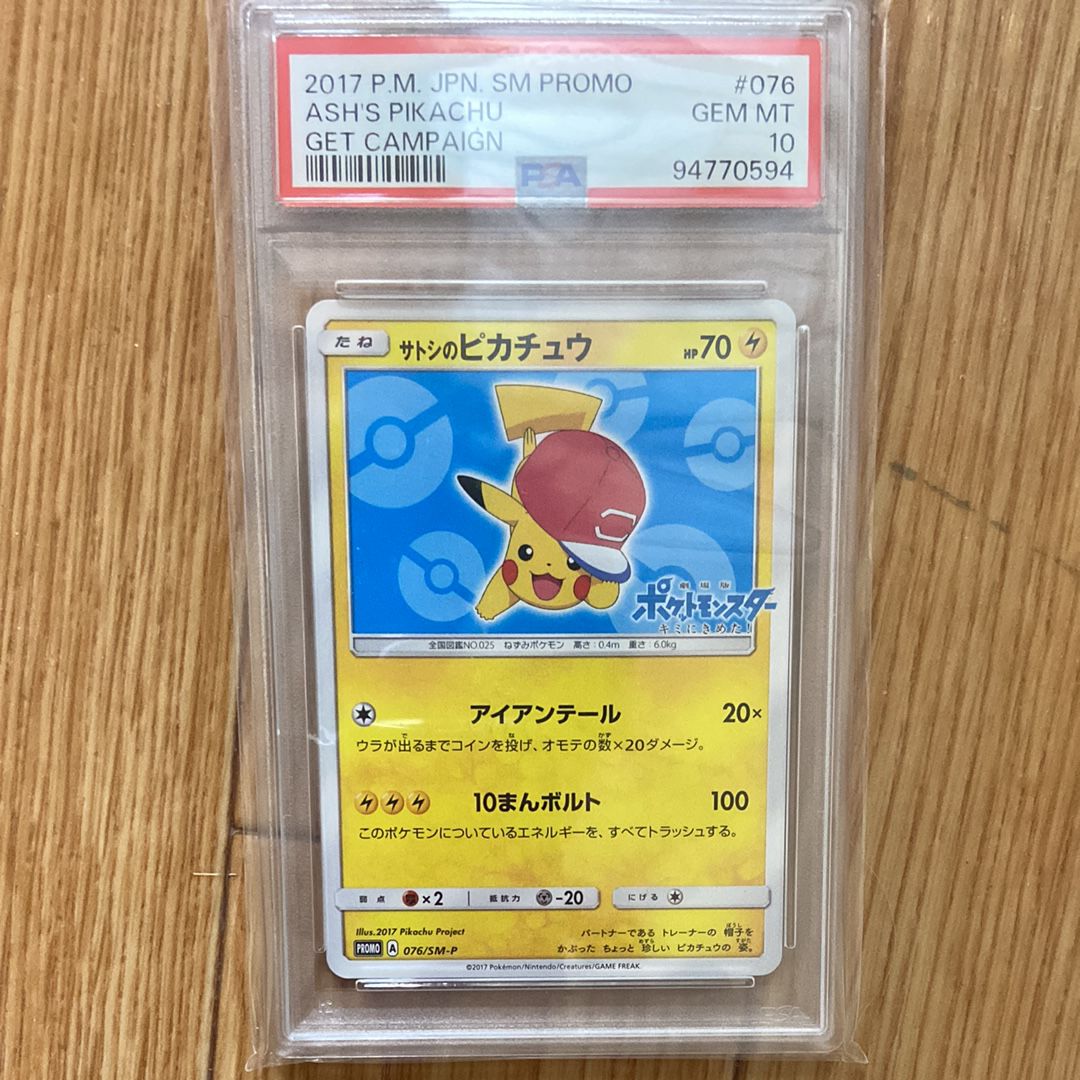 2017 P.M. JPN. SM PROMO #076
ASH'S PIKACHU GEM MT
GET CAMPAIGN 10
PSA 94770594
たね サトシのピカチュウ HP70
劇場版
ポケットモンスター
キミにきめた!
全国図鑑NO.025 ねずみポケモン 高さ:0.4m 重さ:6.0kg
アイアンテール 20×
ウラが出るまでコインを投げ、オモテの数×20ダメージ。
10まんボルト 100
このポケモンについているエネルギーを、すべてトラッシュする。
弱点 ×2 抵抗力 -20 にげる
Illus.2017 Pikachu Project
PROMO A 076/SM-P
パートナーである トレーナーの 帽子を
かぶった ちょっと 珍しい ピカチュウの 姿。
©2017 Pokémon/Nintendo/Creatures/GAME FREAK.